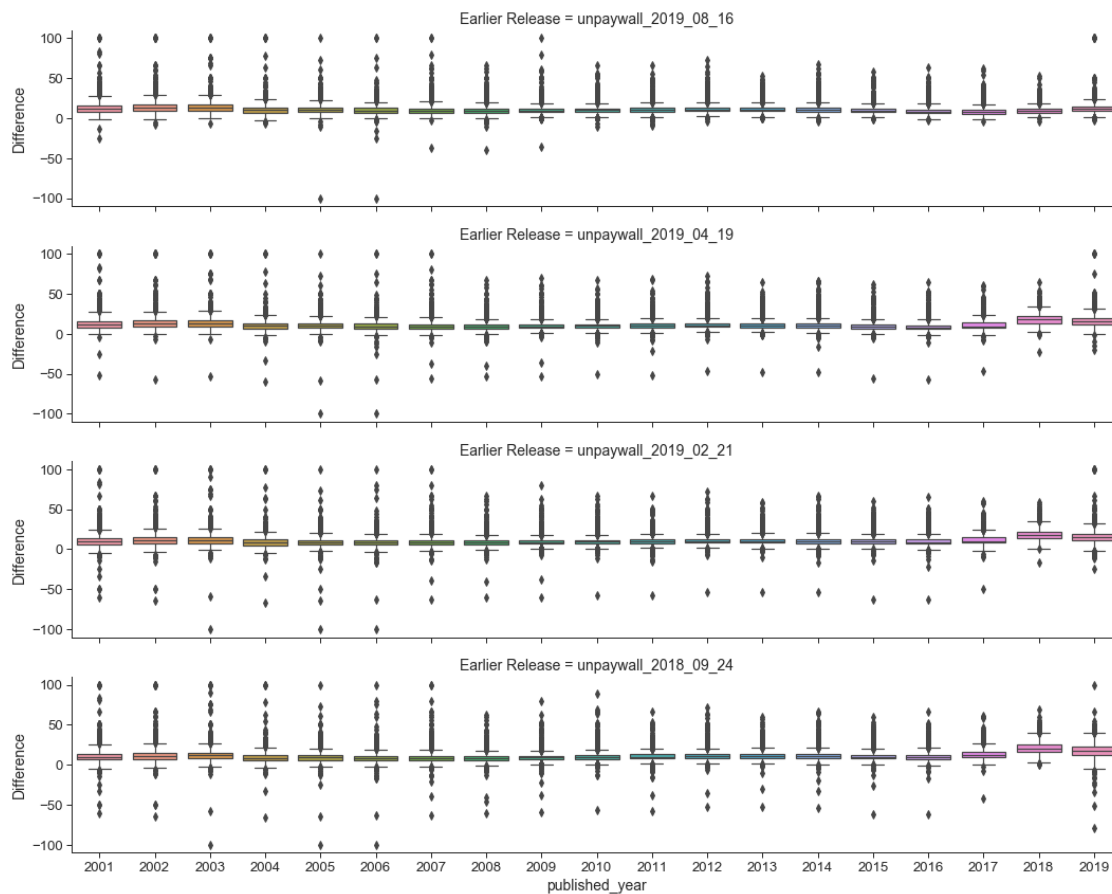 Earlier Release = unpaywall_2019_08_16
100
50
0
−50
−100
Difference
Earlier Release = unpaywall_2019_04_19
100
50
0
−50
−100
Difference
Earlier Release = unpaywall_2019_02_21
100
50
0
−50
−100
Difference
Earlier Release = unpaywall_2018_09_24
100
50
0
−50
−100
Difference
2001 2002 2003 2004 2005 2006 2007 2008 2009 2010 2011 2012 2013 2014 2015 2016 2017 2018 2019
published_year